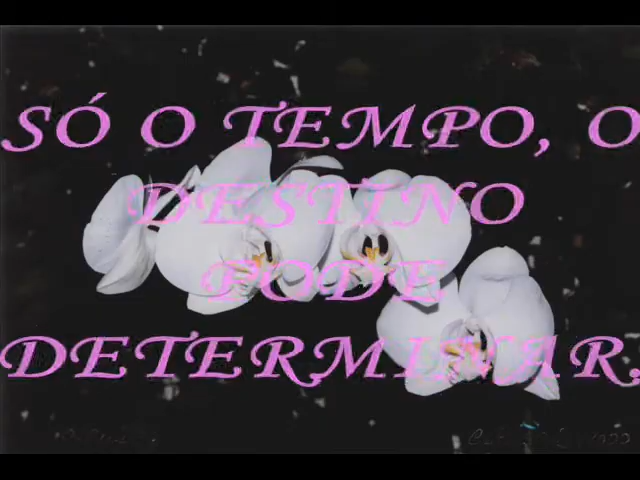 SÓ O TEMPO, O
DESTINO
PODE
DETERMINAR.